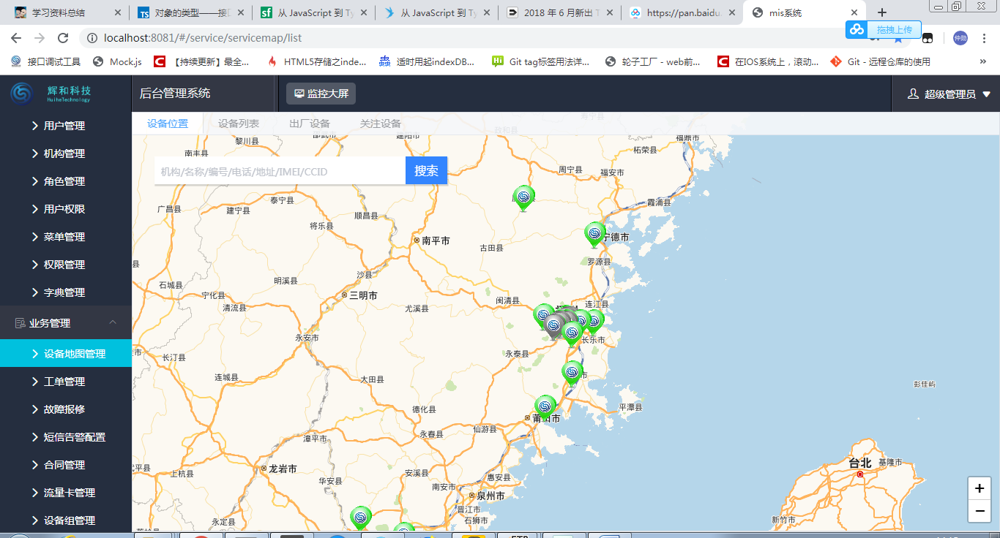 学习资料总结
TS 对象的类型——接
sf 从 JavaScript 到 Ty
从 JavaScript 到 Ty
2018 年 6 月新出 T
https://pan.baidu.
mis系统
localhost:8081/#/service/servicemap/list
拖拽上传
仲勋
接口调试工具
Mock.js
【持续更新】最全...
HTML5存储之inde...
适时用起indexDB...
Hi Git tag标签用法详...
轮子工厂 - web前...
在IOS系统上，滚动...
Git - 远程仓库的使用
辉和科技
HuiheTechnology
后台管理系统
监控大屏
超级管理员
用户管理
机构管理
角色管理
用户权限
菜单管理
权限管理
字典管理
业务管理
设备地图管理
工单管理
故障报修
短信告警配置
合同管理
流量卡管理
设备组管理
设备位置
设备列表
出厂设备
关注设备
机构/名称/编号/电话/地址/IMEI/CCID
搜索
寿宁县
政和县
福鼎市
黎川县
建阳市
南丰县
柘荣县
周宁县
福安市
泰宁县
霞浦县
广昌县
建宁县
顺昌县
将乐县
南平市
宁德市
古田县
罗源县
沙县
明溪县
石城县
宁化县
三明市
闽清县
连江县
清流县
尤溪县
永安市
长乐市
长汀县
永泰县
连城县
大田县
彭佳屿
德化县
平潭县
莆田市
仙游县
永春县
漳平市
台北
基隆市
龙岩市
上杭县
安溪县
惠安县
华安县
南安市
泉州市
晋江市
石狮市
永定县
新竹市
+
−